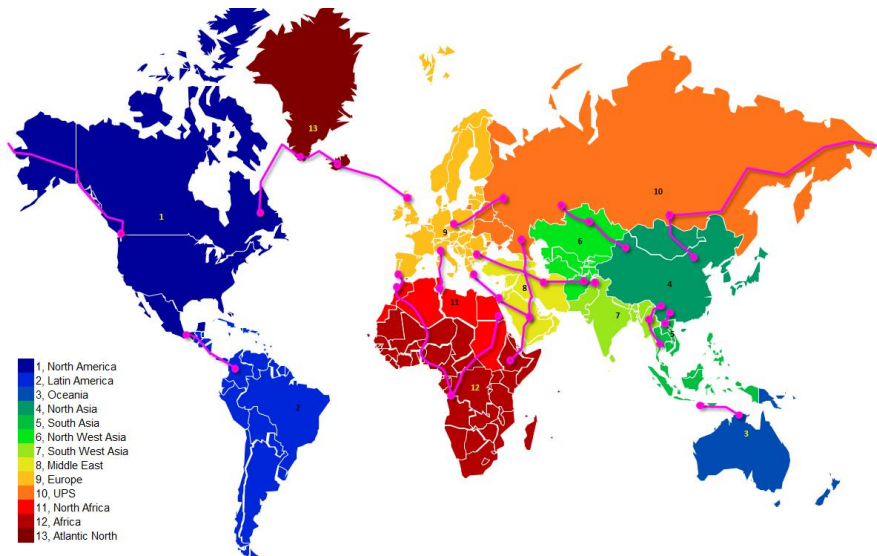 13
1
10
9
6
4
8
11
7
5
12
2
3
1, North America
2, Latin America
3, Oceania
4, North Asia
5, South Asia
6, North West Asia
7, South West Asia
8, Middle East
9, Europe
10, UPS
11, North Africa
12, Africa
13, Atlantic North